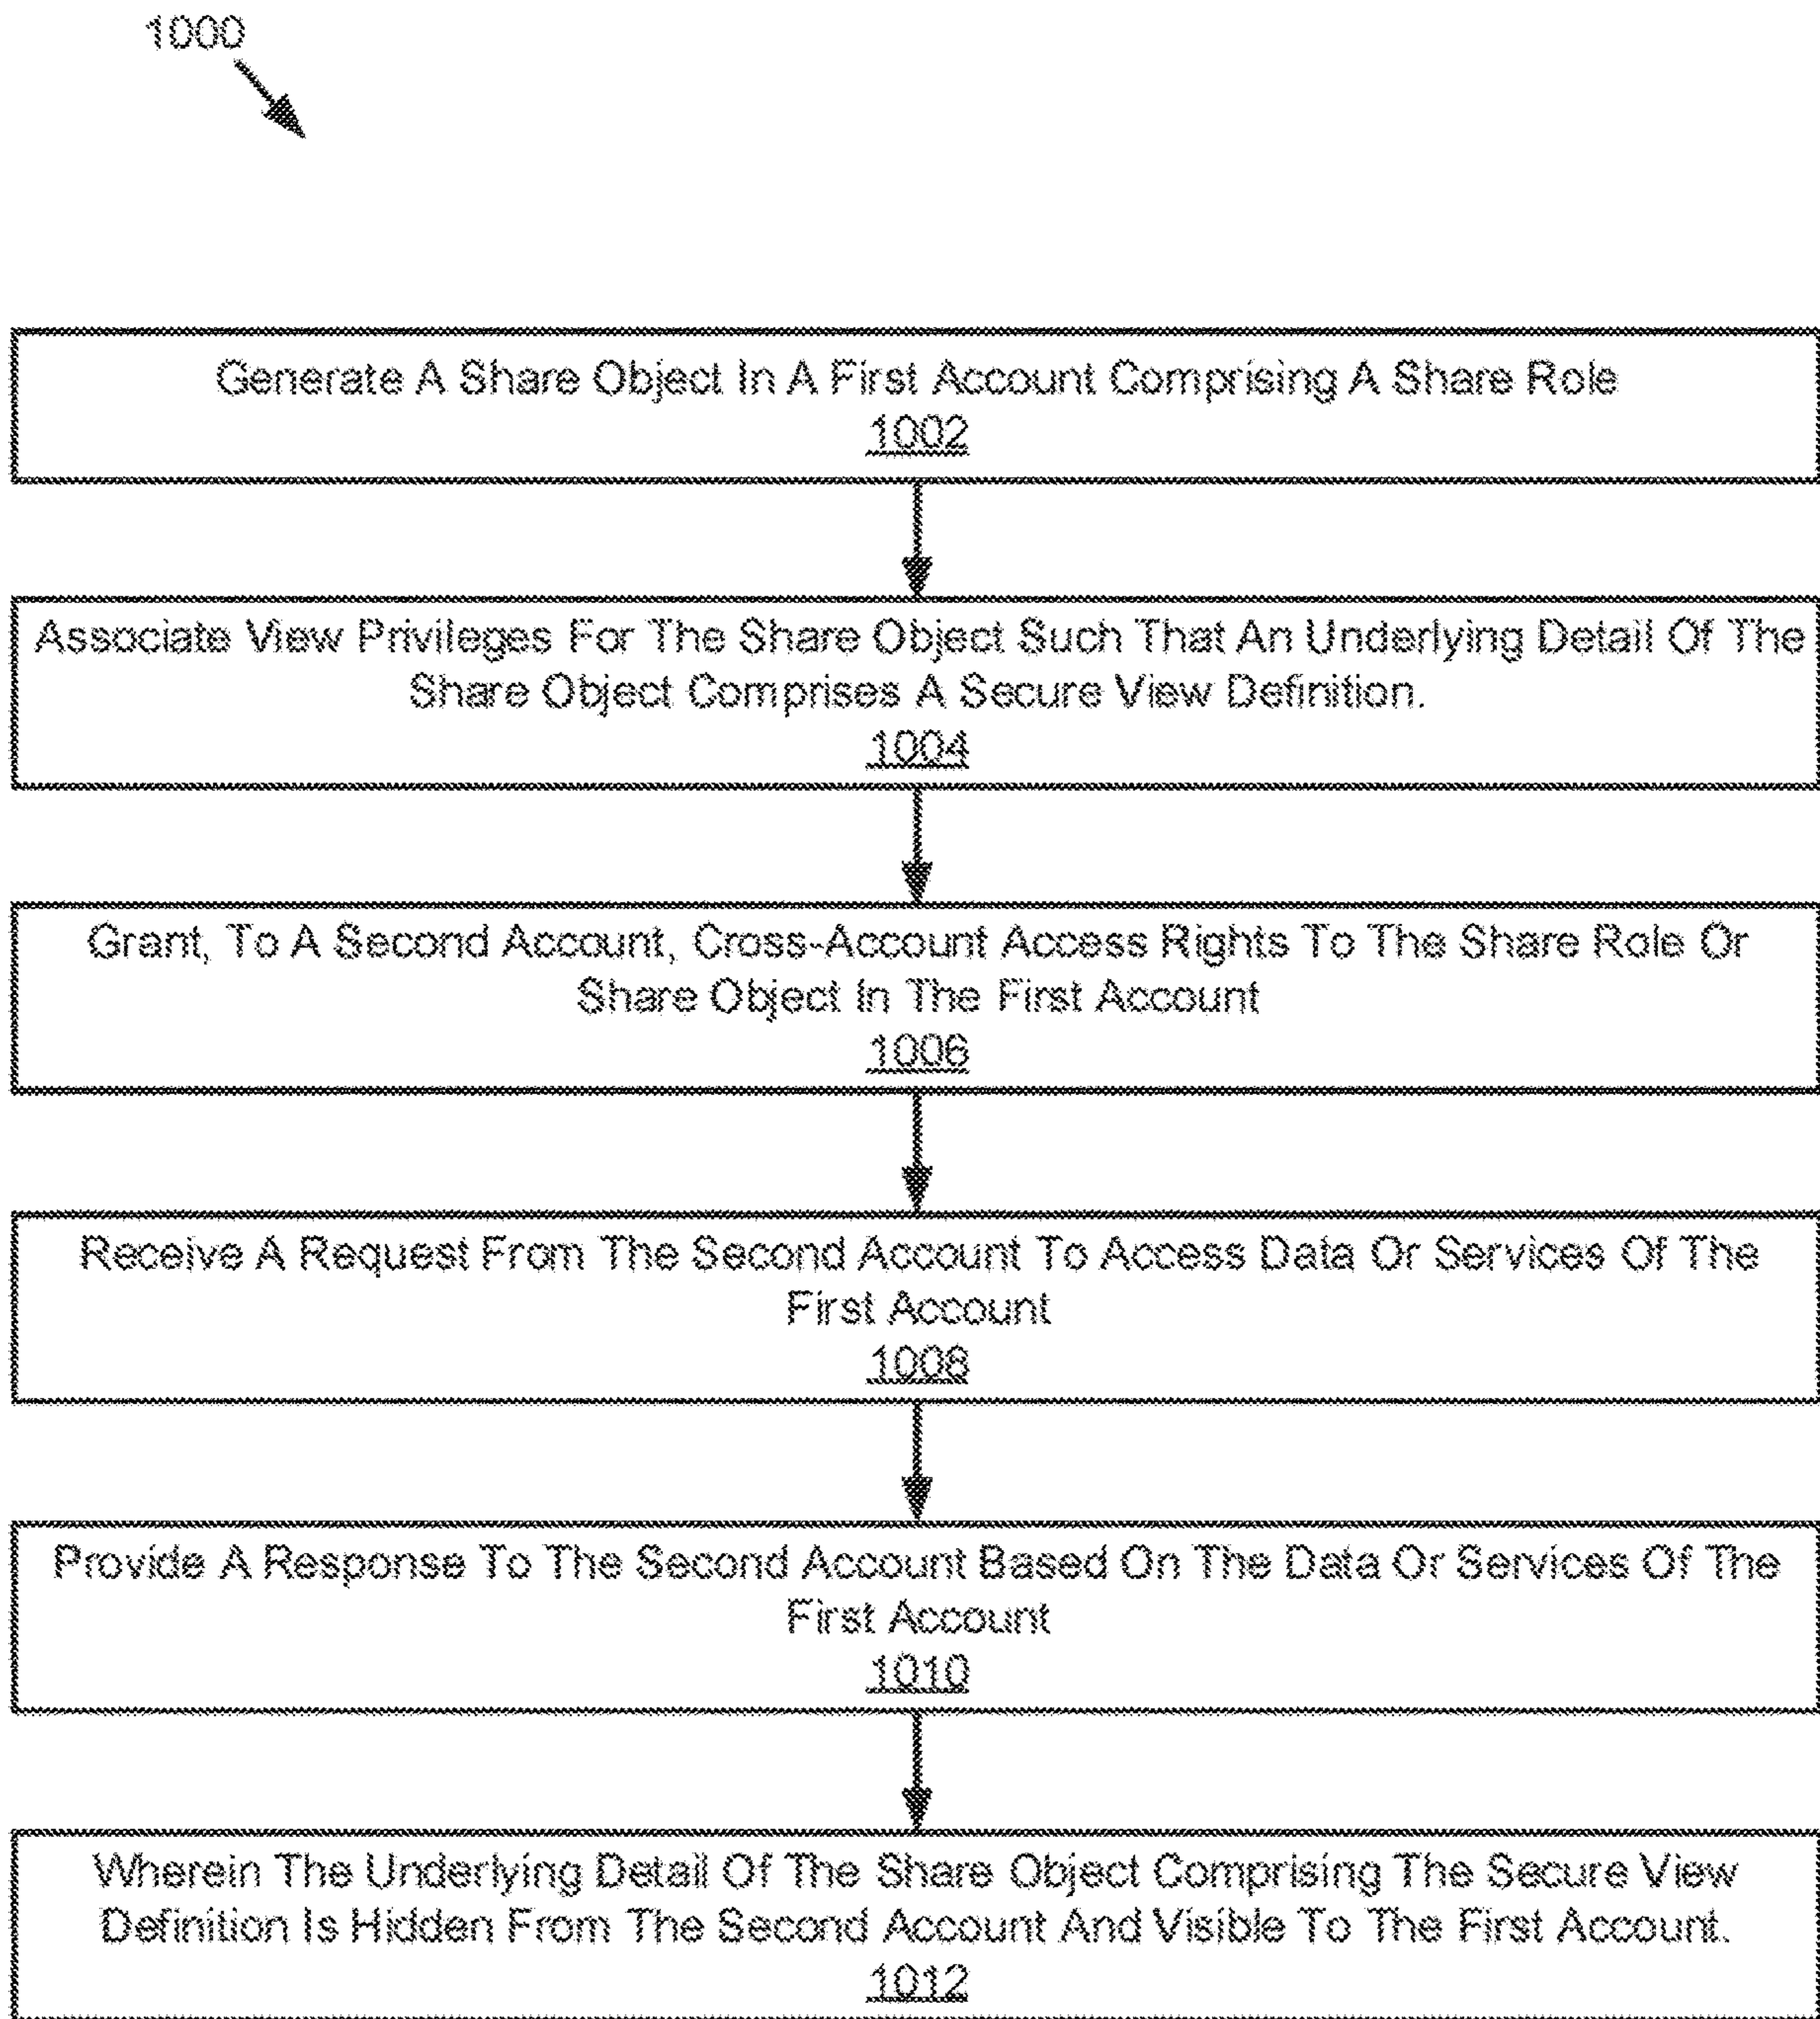 1000
Generate A Share Object In A First Account Comprising A Share Role
1002
Associate View Privileges For The Share Object Such That An Underlying Detail Of The
Share Object Comprises A Secure View Definition.
1004
Grant, To A Second Account, Cross-Account Access Rights To The Share Role Or
Share Object In The First Account
1006
Receive A Request From The Second Account To Access Data Or Services Of The
First Account
1008
Provide A Response To The Second Account Based On The Data Or Services Of The
First Account
1010
Wherein The Underlying Detail Of The Share Object Comprising The Secure View
Definition Is Hidden From The Second Account And Visible To The First Account.
1012